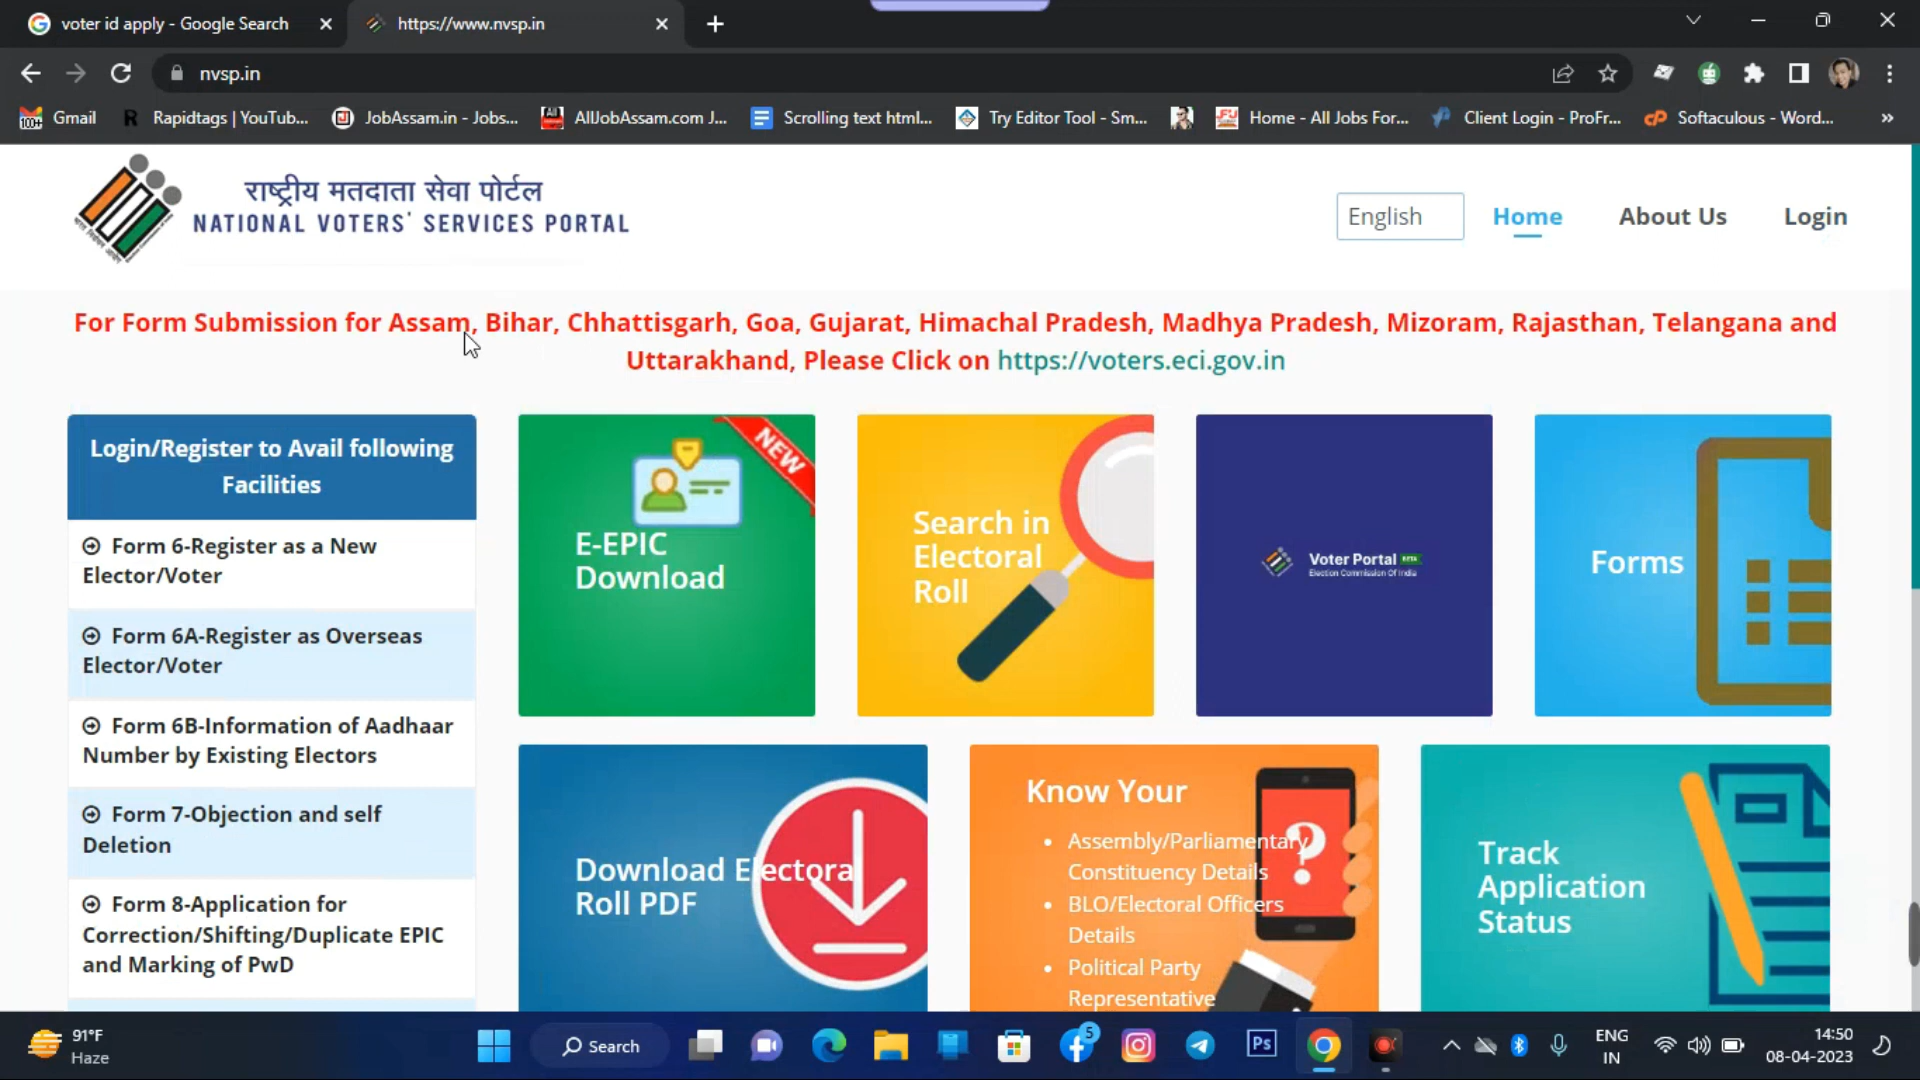 voter id apply - Google Search
https://www.nvsp.in
nvsp.in
100+ Gmail
R Rapidtags | YouTub...
JobAssam.in - Jobs...
AllJobAssam.com J...
Scrolling text html...
Try Editor Tool - Sm...
Home - All Jobs For...
Client Login - ProFr...
Softaculous - Word...
राष्ट्रीय मतदाता सेवा पोर्टल
NATIONAL VOTERS' SERVICES PORTAL
English
Home
About Us
Login
For Form Submission for Assam, Bihar, Chhattisgarh, Goa, Gujarat, Himachal Pradesh, Madhya Pradesh, Mizoram, Rajasthan, Telangana and
Uttarakhand, Please Click on https://voters.eci.gov.in
Login/Register to Avail following
Facilities
Form 6-Register as a New
Elector/Voter
Form 6A-Register as Overseas
Elector/Voter
Form 6B-Information of Aadhaar
Number by Existing Electors
Form 7-Objection and self
Deletion
Form 8-Application for
Correction/Shifting/Duplicate EPIC
and Marking of PwD
NEW
E-EPIC
Download
Search in
Electoral
Roll
Voter Portal BETA
Election Commission Of India
Forms
Download Electoral
Roll PDF
Know Your
• Assembly/Parliamentary
Constituency Details
• BLO/Electoral Officers
Details
• Political Party
Representative
Track
Application
Status
91°F
Haze
Search
5
Ps
ENG
IN
14:50
08-04-2023